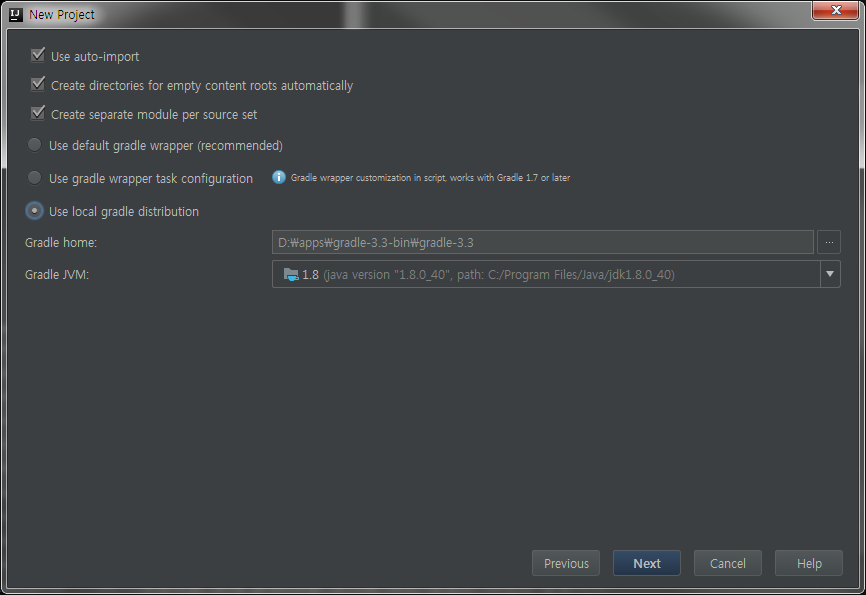 IJ New Project
Use auto-import
Create directories for empty content roots automatically
Create separate module per source set
Use default gradle wrapper (recommended)
Use gradle wrapper task configuration Gradle wrapper customization in script, works with Gradle 1.7 or later
Use local gradle distribution
Gradle home: D:₩apps₩gradle-3.3-bin₩gradle-3.3 ...
Gradle JVM: 1.8 (java version "1.8.0_40", path: C:/Program Files/Java/jdk1.8.0_40)
Previous Next Cancel Help